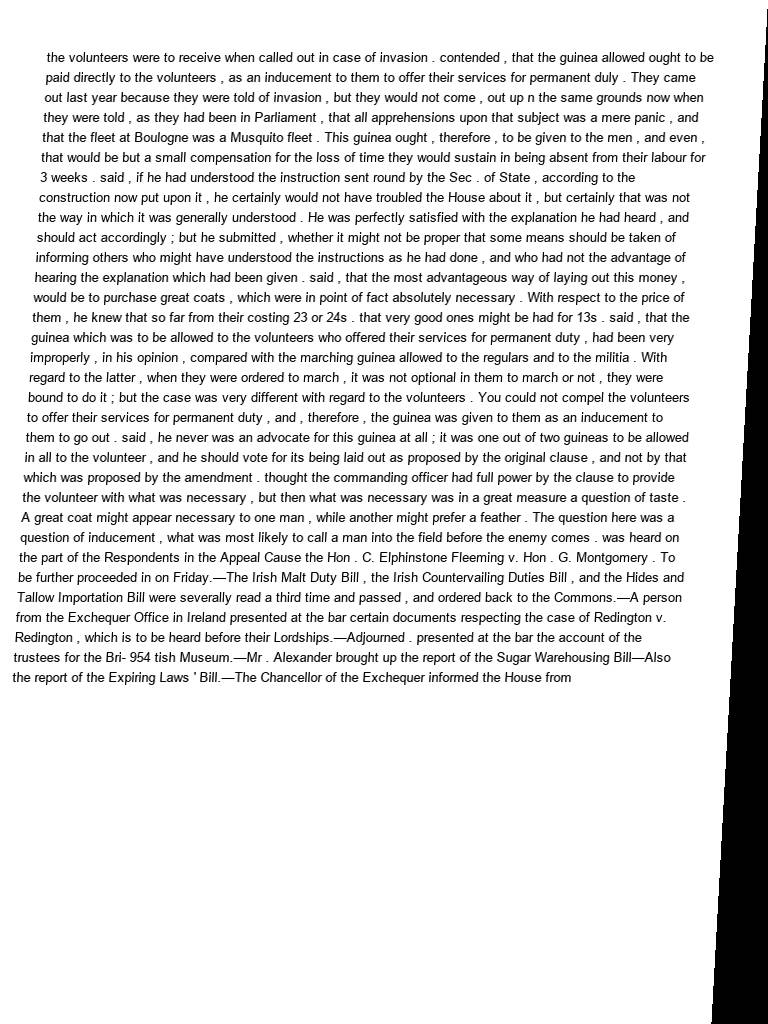 the volunteers were to receive when called out in case of invasion . contended , that the guinea allowed ought to be
paid directly to the volunteers , as an inducement to them to offer their services for permanent duly . They came
out last year because they were told of invasion , but they would not come , out up n the same grounds now when
they were told , as they had been in Parliament , that all apprehensions upon that subject was a mere panic , and
that the fleet at Boulogne was a Musquito fleet . This guinea ought , therefore , to be given to the men , and even ,
that would be but a small compensation for the loss of time they would sustain in being absent from their labour for
3 weeks . said , if he had understood the instruction sent round by the Sec . of State , according to the
construction now put upon it , he certainly would not have troubled the House about it , but certainly that was not
the way in which it was generally understood . He was perfectly satisfied with the explanation he had heard , and
should act accordingly ; but he submitted , whether it might not be proper that some means should be taken of
informing others who might have understood the instructions as he had done , and who had not the advantage of
hearing the explanation which had been given . said , that the most advantageous way of laying out this money ,
would be to purchase great coats , which were in point of fact absolutely necessary . With respect to the price of
them , he knew that so far from their costing 23 or 24s . that very good ones might be had for 13s . said , that the
guinea which was to be allowed to the volunteers who offered their services for permanent duty , had been very
improperly , in his opinion , compared with the marching guinea allowed to the regulars and to the militia . With
regard to the latter , when they were ordered to march , it was not optional in them to march or not , they were
bound to do it ; but the case was very different with regard to the volunteers . You could not compel the volunteers
to offer their services for permanent duty , and , therefore , the guinea was given to them as an inducement to
them to go out . said , he never was an advocate for this guinea at all ; it was one out of two guineas to be allowed
in all to the volunteer , and he should vote for its being laid out as proposed by the original clause , and not by that
which was proposed by the amendment . thought the commanding officer had full power by the clause to provide
the volunteer with what was necessary , but then what was necessary was in a great measure a question of taste .
A great coat might appear necessary to one man , while another might prefer a feather . The question here was a
question of inducement , what was most likely to call a man into the field before the enemy comes . was heard on
the part of the Respondents in the Appeal Cause the Hon . C. Elphinstone Fleeming v. Hon . G. Montgomery . To
be further proceeded in on Friday.—The Irish Malt Duty Bill , the Irish Countervailing Duties Bill , and the Hides and
Tallow Importation Bill were severally read a third time and passed , and ordered back to the Commons.—A person
from the Exchequer Office in Ireland presented at the bar certain documents respecting the case of Redington v.
Redington , which is to be heard before their Lordships.—Adjourned . presented at the bar the account of the
trustees for the Bri- 954 tish Museum.—Mr . Alexander brought up the report of the Sugar Warehousing Bill—Also
the report of the Expiring Laws ' Bill.—The Chancellor of the Exchequer informed the House from